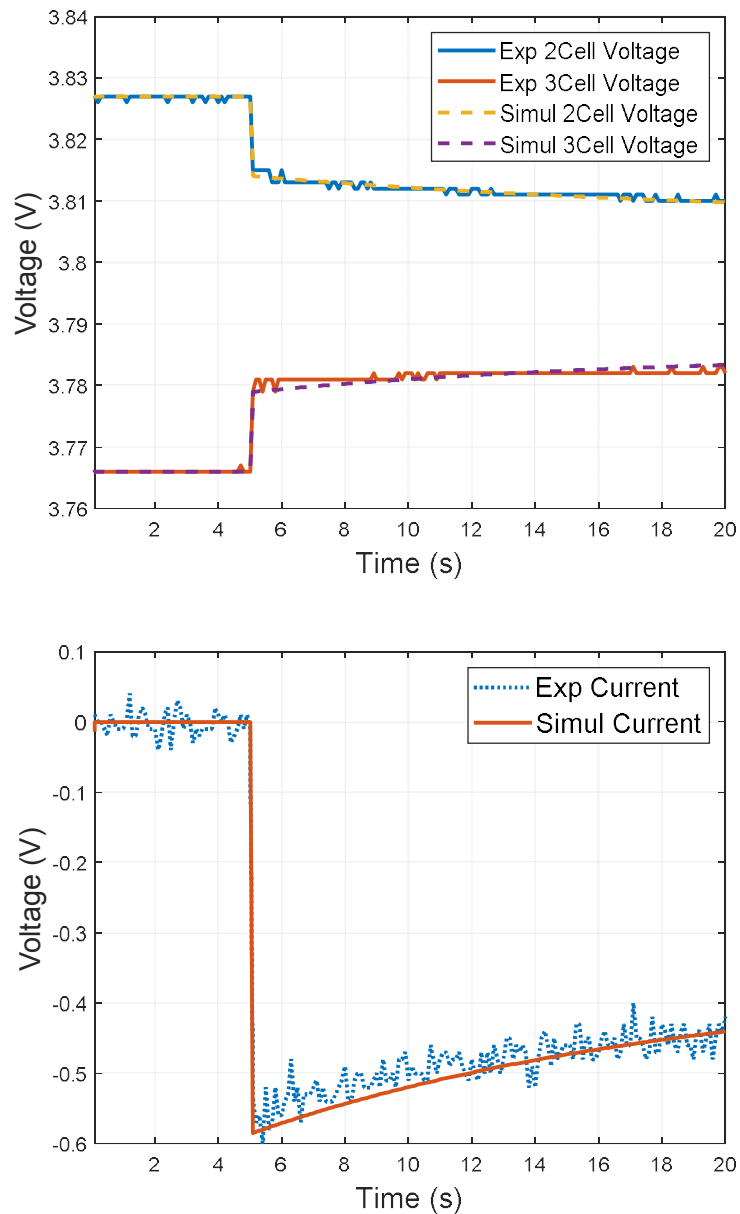 3.84
3.83
3.82
3.81
3.8
3.79
3.78
3.77
3.76
Voltage (V)
Exp 2Cell Voltage
Exp 3Cell Voltage
Simul 2Cell Voltage
Simul 3Cell Voltage
2 4 6 8 10 12 14 16 18 20
Time (s)
0.1
0
-0.1
-0.2
-0.3
-0.4
-0.5
-0.6
Voltage (V)
Exp Current
Simul Current
2 4 6 8 10 12 14 16 18 20
Time (s)